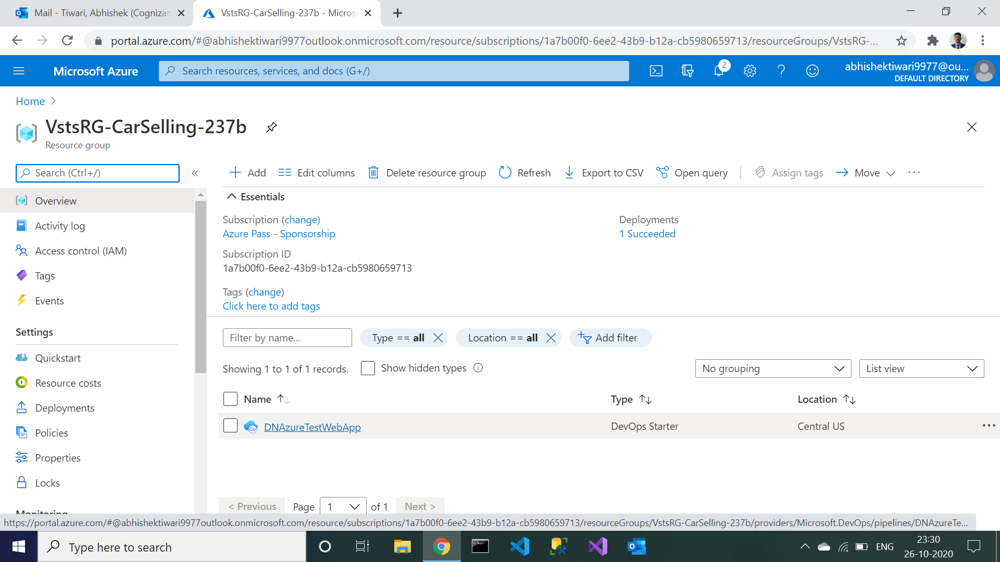 Mail - Tiwari, Abhishek (Cognizan
VstsRG-CarSelling-237b - Micros
portal.azure.com/#@abhishektiwari9977outlook.onmicrosoft.com/resource/subscriptions/1a7b00f0-6ee2-43b9-b12a-cb5980659713/resourceGroups/VstsRG-...
Microsoft Azure
Search resources, services, and docs (G+/)
2
abhishektiwari9977@ou...
DEFAULT DIRECTORY
Home
VstsRG-CarSelling-237b
Resource group
Search (Ctrl+/)
Add
Edit columns
Delete resource group
Refresh
Export to CSV
Open query
Assign tags
Move
Overview
Activity log
Access control (IAM)
Tags
Events
Settings
Quickstart
Resource costs
Deployments
Policies
Properties
Locks
Monitoring
Essentials
Subscription (change)
Azure Pass - Sponsorship
Subscription ID
1a7b00f0-6ee2-43b9-b12a-cb5980659713
Tags (change)
Click here to add tags
Deployments
1 Succeeded
Filter by name...
Type == all
Location == all
Add filter
Showing 1 to 1 of 1 records.
Show hidden types
No grouping
List view
Name
Type
Location
DNAzureTestWebApp
DevOps Starter
Central US
< Previous
Page
1
of 1
Next >
https://portal.azure.com/#@abhishektiwari9977outlook.onmicrosoft.com/resource/subscriptions/1a7b00f0-6ee2-43b9-b12a-cb5980659713/resourceGroups/VstsRG-CarSelling-237b/providers/Microsoft.DevOps/pipelines/DNAzureTe...
Type here to search
ENG
23:30
26-10-2020